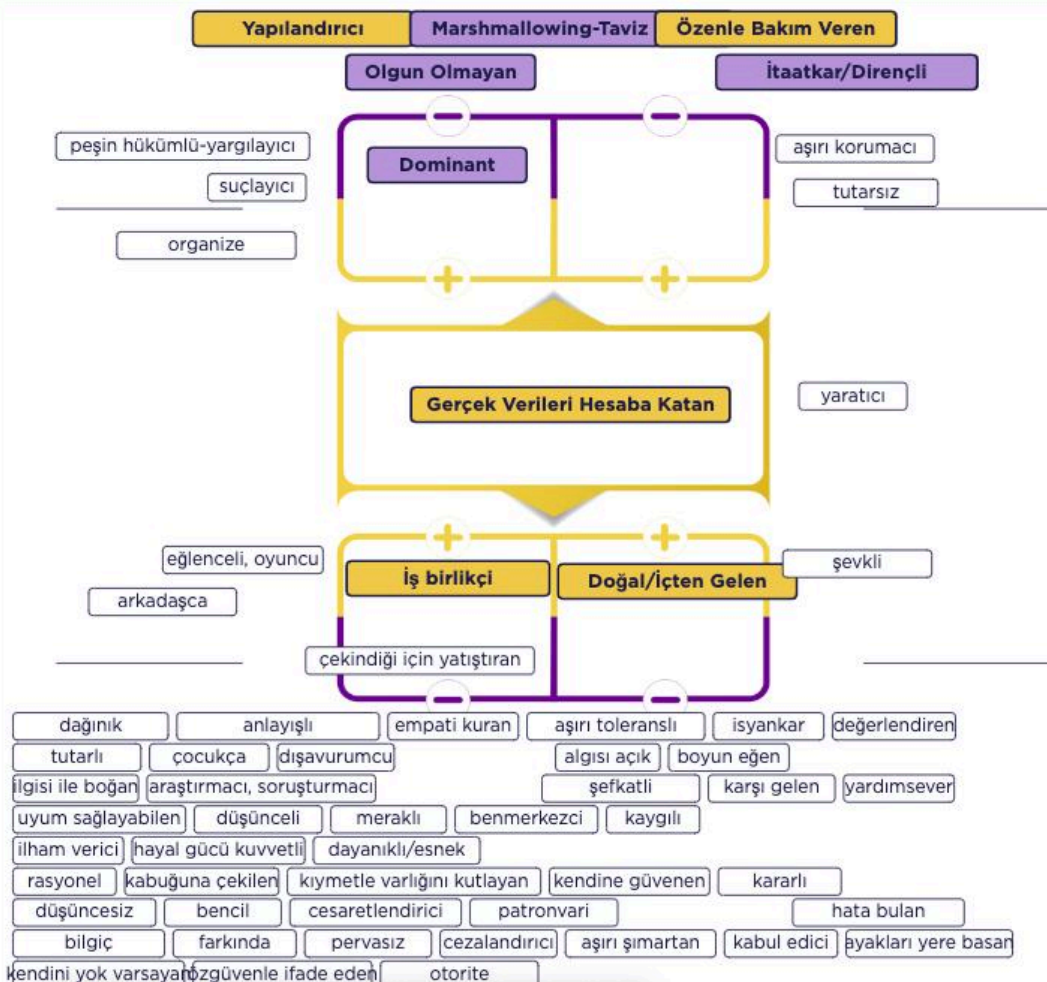 Yapılandırıcı Marshmallowing-Taviz Özenle Bakım Veren
Olgun Olmayan İtaatkar/Dirençli
peşin hükümlü-yargılayıcı aşırı korumacı
Dominant
suçlayıcı tutarsız
organize
Gerçek Verileri Hesaba Katan yaratıcı
eğlenceli, oyuncu şevkli
İş birlikçi Doğal/İçten Gelen
arkadaşca
çekindiği için yatıştıran
dağınık anlayışlı empati kuran aşırı toleranslı isyankar değerlendiren
tutarlı çocukça dışavurumcu algısı açık boyun eğen
ilgisi ile boğan araştırmacı, soruşturmacı şefkatli karşı gelen yardımsever
uyum sağlayabilen düşünceli meraklı benmerkezci kaygılı
ilham verici hayal gücü kuvvetli dayanıklı/esnek
rasyonel kabuğuna çekilen kıymetle varlığını kutlayan kendine güvenen kararlı
düşüncesiz bencil cesaretlendirici patronvari hata bulan
bilgiç farkında pervasız cezalandırıcı aşırı şımartan kabul edici ayakları yere basan
kendini yok varsayan özgüvenle ifade eden otorite